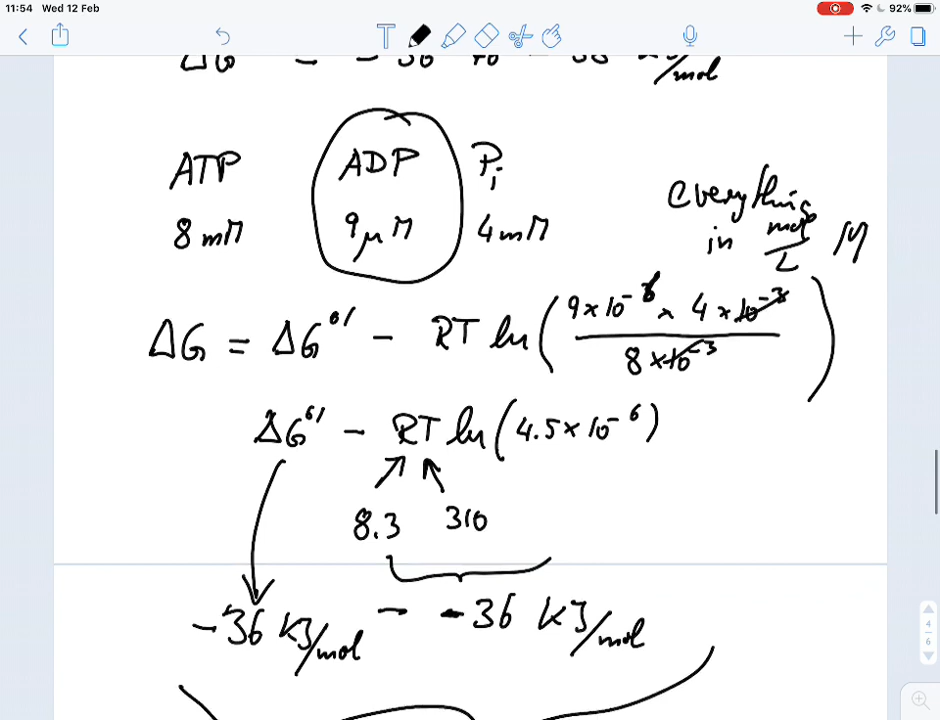 11:54 Wed 12 Feb
92%
T
ATP ADP Pi
8 mM 9 μM 4 mM
everything
in mol/L M
ΔG = ΔG°' - RT ln (9 × 10⁻⁶ × 4 × 10⁻³ / 8 × 10⁻³)
ΔG°' - RT ln (4.5 × 10⁻⁶)
8.3 310
-36 KJ/mol - -36 KJ/mol
4
6